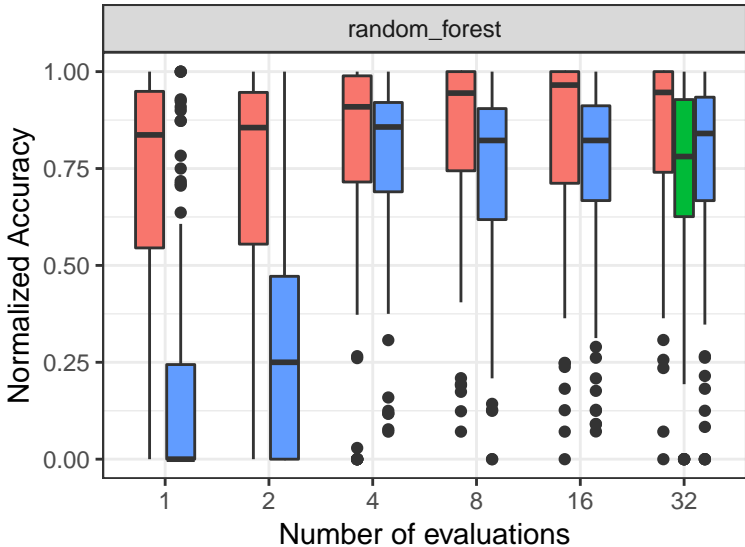 random_forest
1.00
0.75
0.50
0.25
0.00
Normalized Accuracy
1 2 4 8 16 32
Number of evaluations